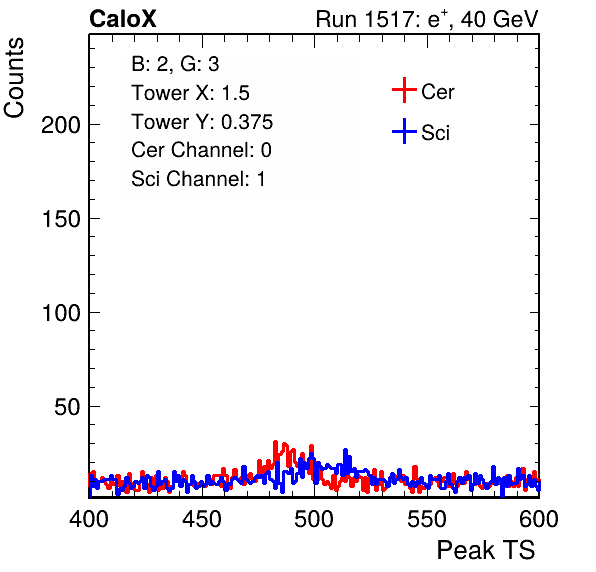 CaloX Run 1517: e+, 40 GeV
Counts
B: 2, G: 3
Tower X: 1.5
Tower Y: 0.375
Cer Channel: 0
Sci Channel: 1
Cer
Sci
200
150
100
50
400 450 500 550 600
Peak TS